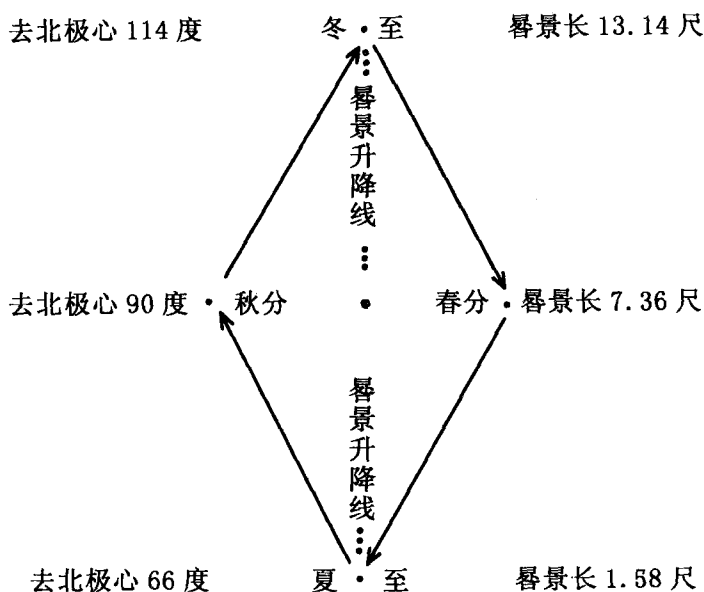 去北极心 114 度 冬 · 至 晷景长 13.14 尺
晷景升降线
去北极心 90 度 · 秋分 春分 · 晷景长 7.36 尺
晷景升降线
去北极心 66 度 夏 · 至 晷景长 1.58 尺